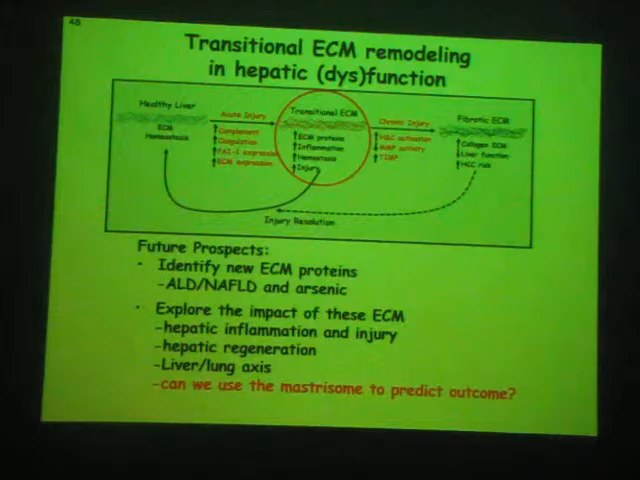 48
Transitional ECM remodeling
in hepatic (dys)function
Healthy Liver
ECM
Homeostasis
Acute Injury
Complement
Coagulation
PAI-1 expression
ECM expression
Transitional ECM
ECM proteins
Inflammation
Hemostasis
Injury
Chronic Injury
HSC activation
MMP activity
TIMP
Fibrotic ECM
Collagen ECM
Liver function
HCC risk
Injury Resolution
Future Prospects:
• Identify new ECM proteins
-ALD/NAFLD and arsenic
• Explore the impact of these ECM
-hepatic inflammation and injury
-hepatic regeneration
-Liver/lung axis
-can we use the mastrisome to predict outcome?